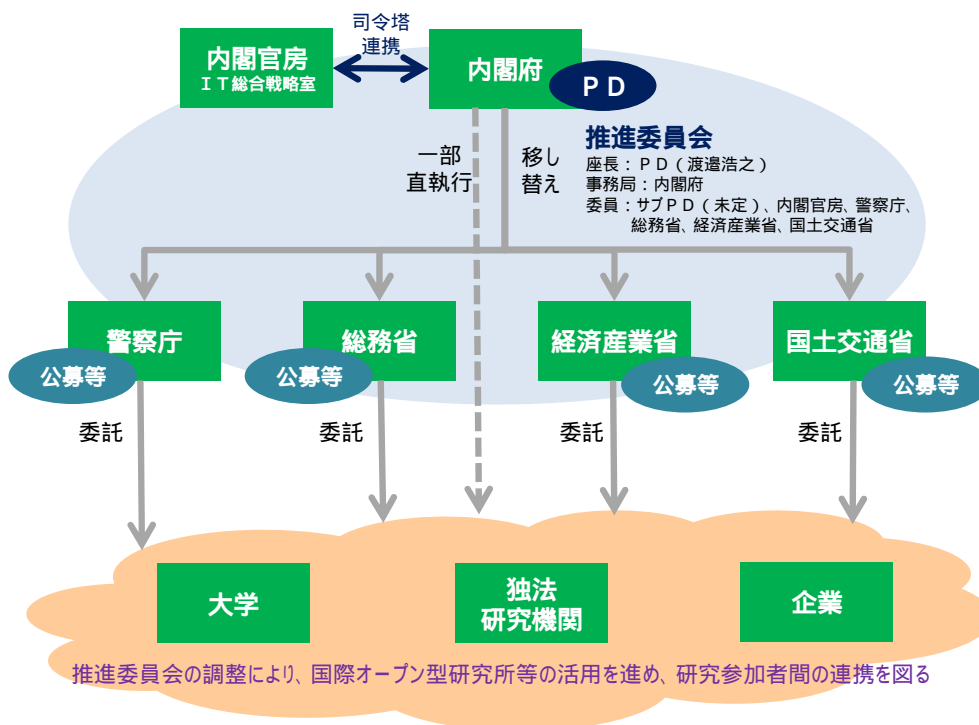 司令塔
連携
内閣官房
ＩＴ総合戦略室
内閣府
ＰＤ
一部
直執行
移し
替え
推進委員会
座長：ＰＤ（渡邉浩之）
事務局：内閣府
委員：サブＰＤ（未定）、内閣官房、警察庁、
総務省、経済産業省、国土交通省
警察庁
総務省
経済産業省
国土交通省
公募等
公募等
公募等
公募等
委託
委託
委託
委託
大学
独法
研究機関
企業
推進委員会の調整により、国際オープン型研究所等の活用を進め、研究参加者間の連携を図る